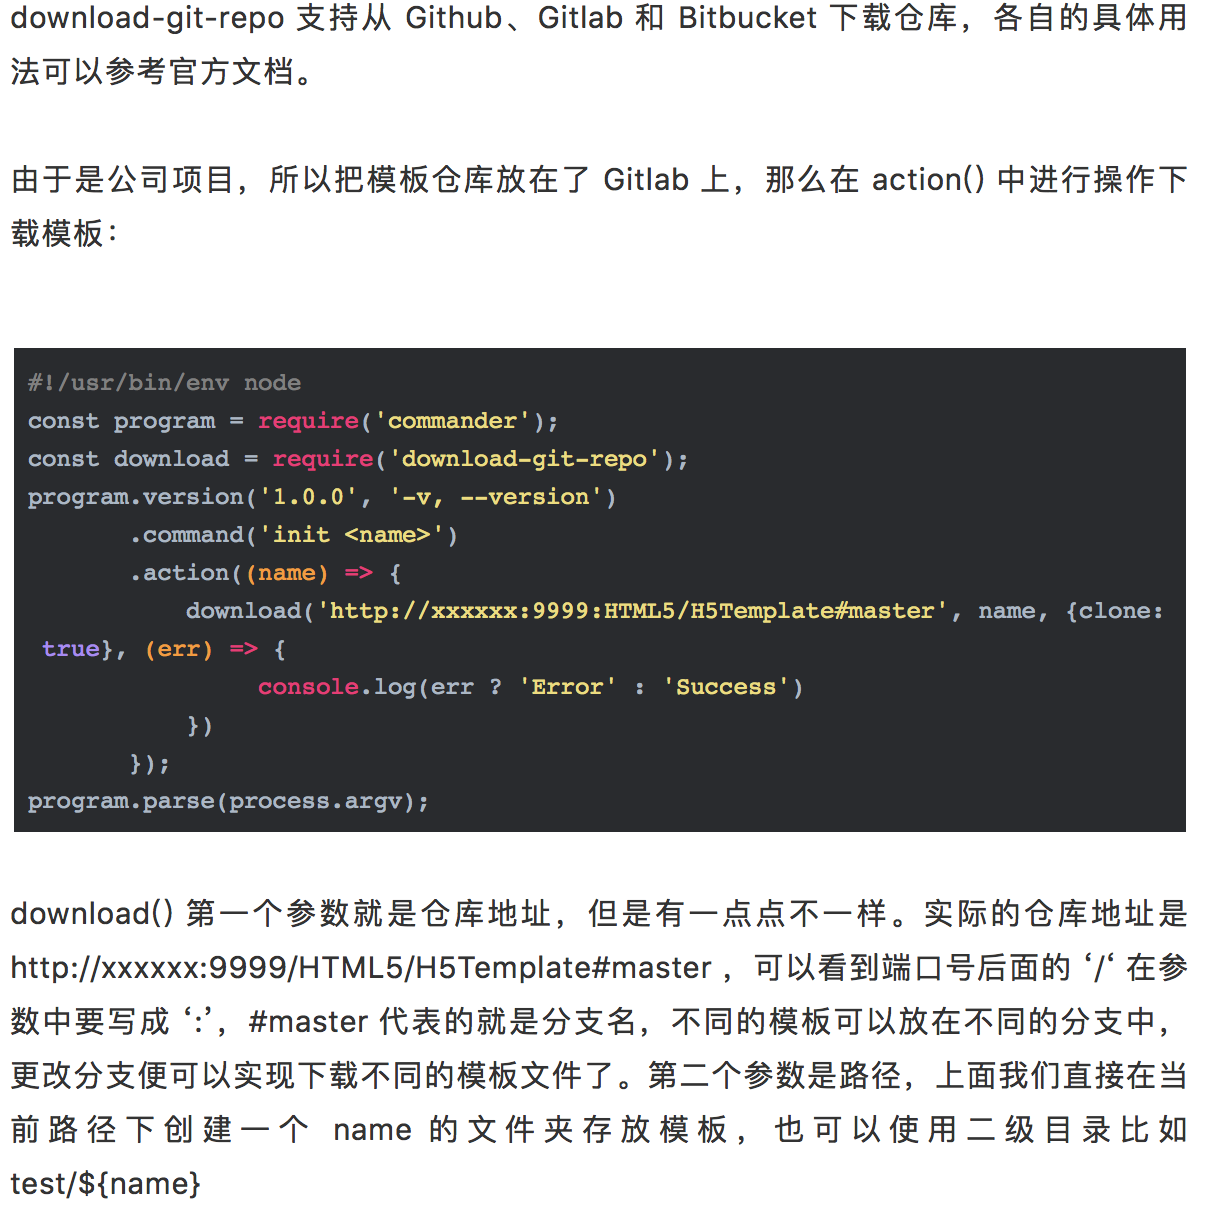 download-git-repo 支持从 Github、Gitlab 和 Bitbucket 下载仓库，各自的具体用
法可以参考官方文档。
由于是公司项目，所以把模板仓库放在了 Gitlab 上，那么在 action() 中进行操作下
载模板：
#!/usr/bin/env node
const program = require('commander');
const download = require('download-git-repo');
program.version('1.0.0', '-v, --version')
       .command('init <name>')
       .action((name) => {
           download('http://xxxxxx:9999:HTML5/H5Template#master', name, {clone:
 true}, (err) => {
                console.log(err ? 'Error' : 'Success')
           })
       });
program.parse(process.argv);
download() 第一个参数就是仓库地址，但是有一点点不一样。实际的仓库地址是
http://xxxxxx:9999/HTML5/H5Template#master ，可以看到端口号后面的 ‘/‘ 在参
数中要写成 ‘:’，#master 代表的就是分支名，不同的模板可以放在不同的分支中，
更改分支便可以实现下载不同的模板文件了。第二个参数是路径，上面我们直接在当
前路径下创建一个 name 的文件夹存放模板，也可以使用二级目录比如
test/${name}